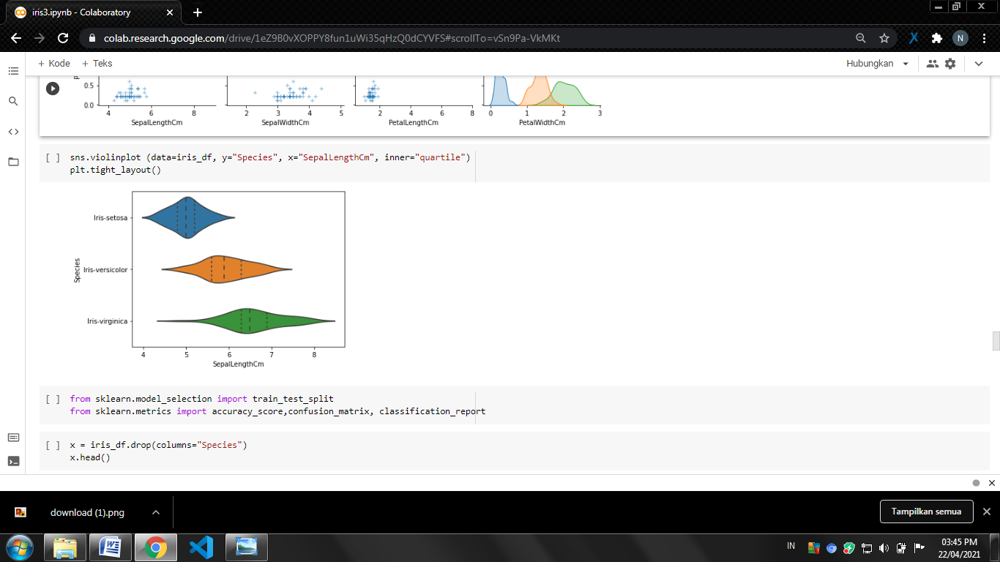 iris3.ipynb - Colaboratory
colab.research.google.com/drive/1eZ9B0vXOPPY8fun1uWi35qHzQ0dCYVFS#scrollTo=vSn9Pa-VkMKt
X N
+ Kode + Teks Hubungkan
0.5
0.0
4 6 8 2 3 4 5 2 4 6 8 0 1 2 3
SepalLengthCm SepalWidthCm PetalLengthCm PetalWidthCm
[ ] sns.violinplot (data=iris_df, y="Species", x="SepalLengthCm", inner="quartile")
plt.tight_layout()
Iris-setosa
Iris-versicolor
Iris-virginica
Species
4 5 6 7 8
SepalLengthCm
[ ] from sklearn.model_selection import train_test_split
from sklearn.metrics import accuracy_score,confusion_matrix, classification_report
[ ] x = iris_df.drop(columns="Species")
x.head()
download (1).png Tampilkan semua
IN
03:45 PM
22/04/2021